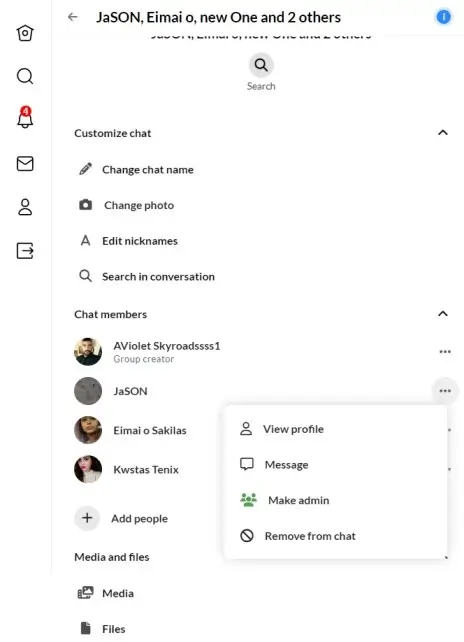 JaSON, Eimai o, new One and 2 others
JaSON, Eimai o, new One and 2 others
4
Search
Customize chat
Change chat name
Change photo
Edit nicknames
Search in conversation
Chat members
AViolet Skyroadssss1
Group creator
JaSON
Eimai o Sakilas
View profile
Kwstas Tenix
Message
Make admin
Add people
Remove from chat
Media and files
Media
Files